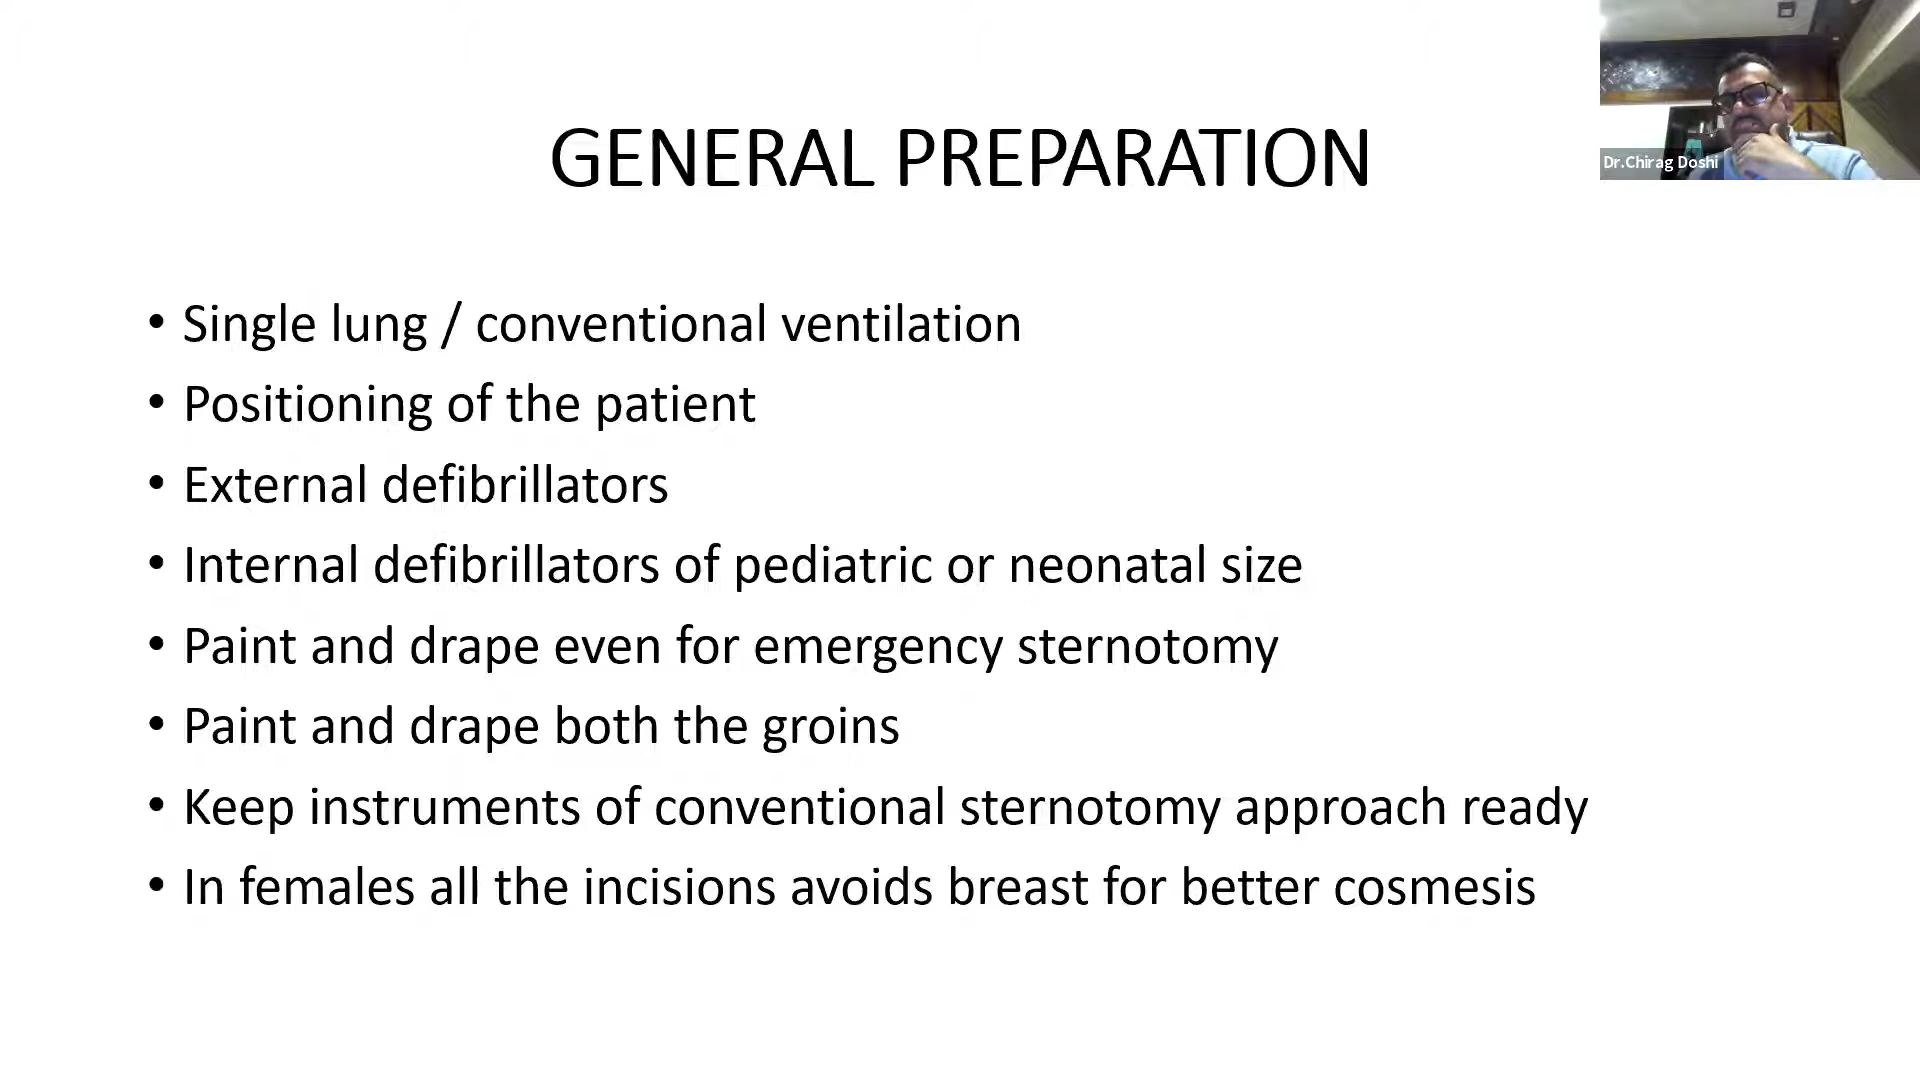 GENERAL PREPARATION
Dr.Chirag Doshi
• Single lung / conventional ventilation
• Positioning of the patient
• External defibrillators
• Internal defibrillators of pediatric or neonatal size
• Paint and drape even for emergency sternotomy
• Paint and drape both the groins
• Keep instruments of conventional sternotomy approach ready
• In females all the incisions avoids breast for better cosmesis